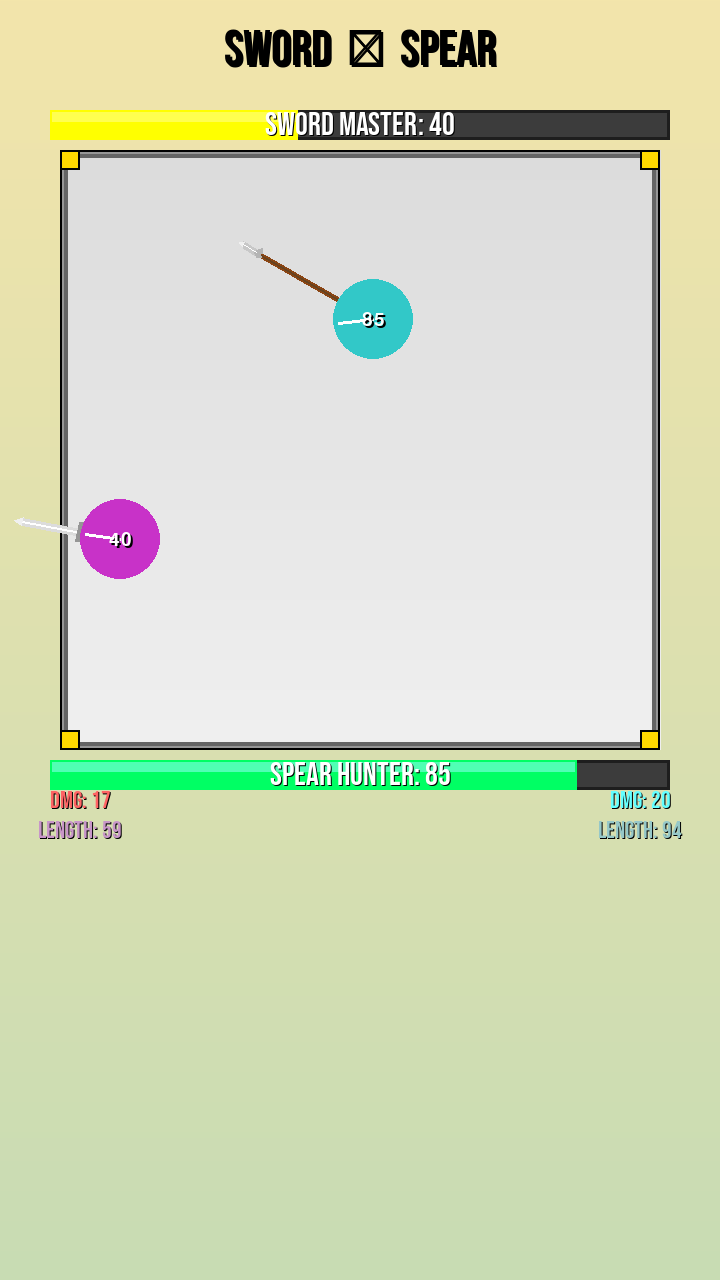 SWORD SPEAR
SWORD MASTER: 40
85
40
SPEAR HUNTER: 85
DMG: 17 DMG: 20
LENGTH: 59 LENGTH: 94